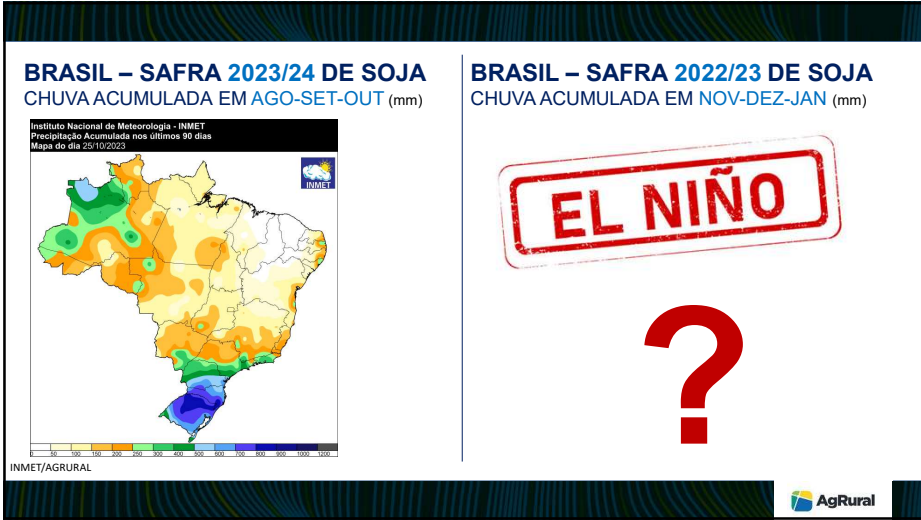 BRASIL – SAFRA 2023/24 DE SOJA
CHUVA ACUMULADA EM AGO-SET-OUT (mm)
Instituto Nacional de Meteorologia - INMET
Precipitação Acumulada nos últimos 90 dias
Mapa do dia 25/10/2023
INMET
0 50 100 150 200 250 300 400 500 600 700 800 900 1000 1200
INMET/AGRURAL
BRASIL – SAFRA 2022/23 DE SOJA
CHUVA ACUMULADA EM NOV-DEZ-JAN (mm)
EL NIÑO
?
AgRural